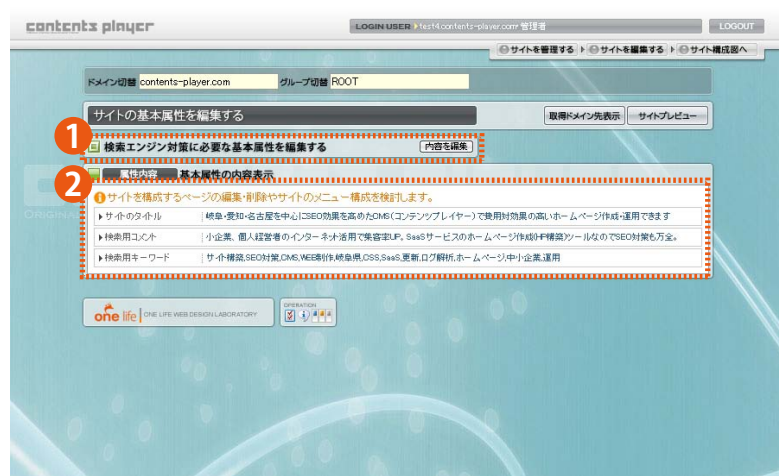 contents player
LOGIN USER test4.contents-player.com 管理者
LOGOUT
サイトを管理する サイトを編集する サイト構成図へ
ドメイン切替 contents-player.com グループ切替 ROOT
サイトの基本属性を編集する 取得ドメイン先表示 サイトプレビュー
1
検索エンジン対策に必要な基本属性を編集する 内容を編集
2
属性内容 基本属性の内容表示
サイトを構成するページの編集・削除やサイトのメニュー構成を検討します。
サイトのタイトル 岐阜・愛知・名古屋を中心にSEO効果を高めたCMS(コンテンツプレイヤー)で費用対効果の高いホームページ作成・運用できます
検索用コメント 小企業、個人経営者のインターネット活用で集客率UP。SaaSサービスのホームページ作成(HP構築)ツールなのでSEO対策も万全。
検索用キーワード サイト構築,SEO対策,CMS,WEB制作,岐阜県,CSS,SaaS,更新,ログ解析,ホームページ,中小企業,運用
ORIGINA
one life ONE LIFE WEB DESIGN LABORATORY
OPERATION